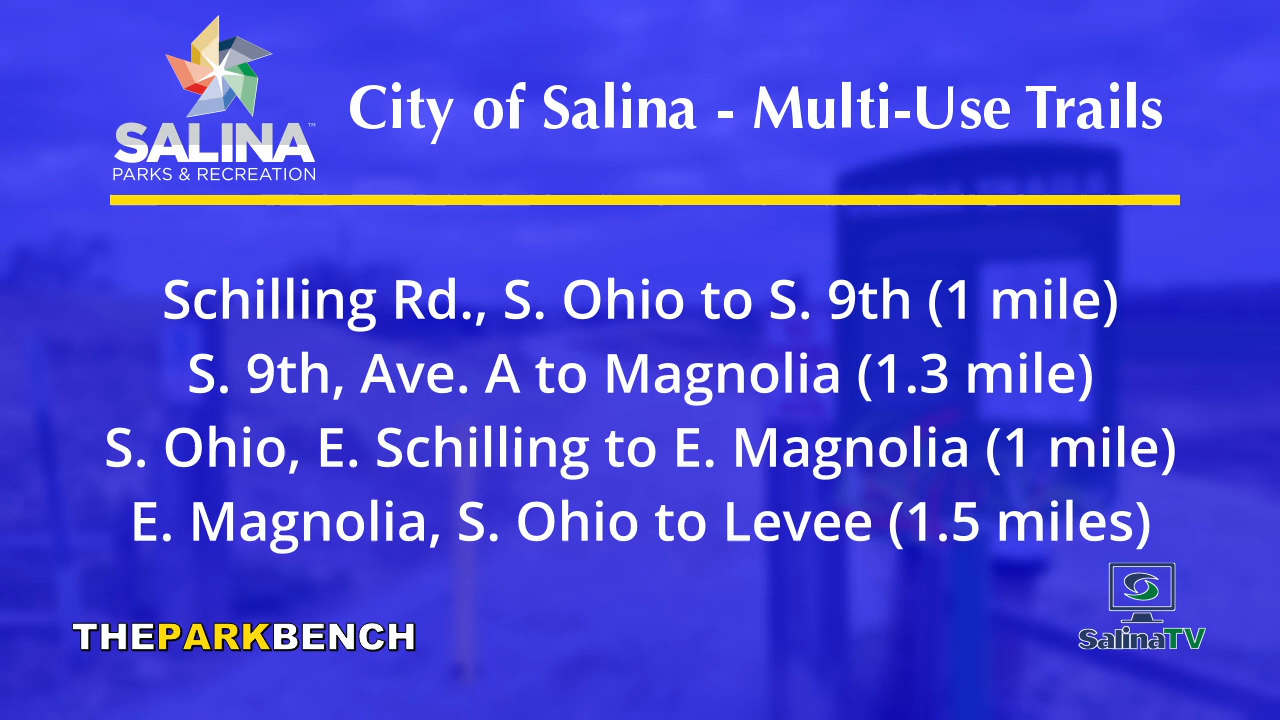 SALINA™
PARKS & RECREATION
City of Salina - Multi-Use Trails
Schilling Rd., S. Ohio to S. 9th (1 mile)
S. 9th, Ave. A to Magnolia (1.3 mile)
S. Ohio, E. Schilling to E. Magnolia (1 mile)
E. Magnolia, S. Ohio to Levee (1.5 miles)
THEPARKBENCH
SalinaTV